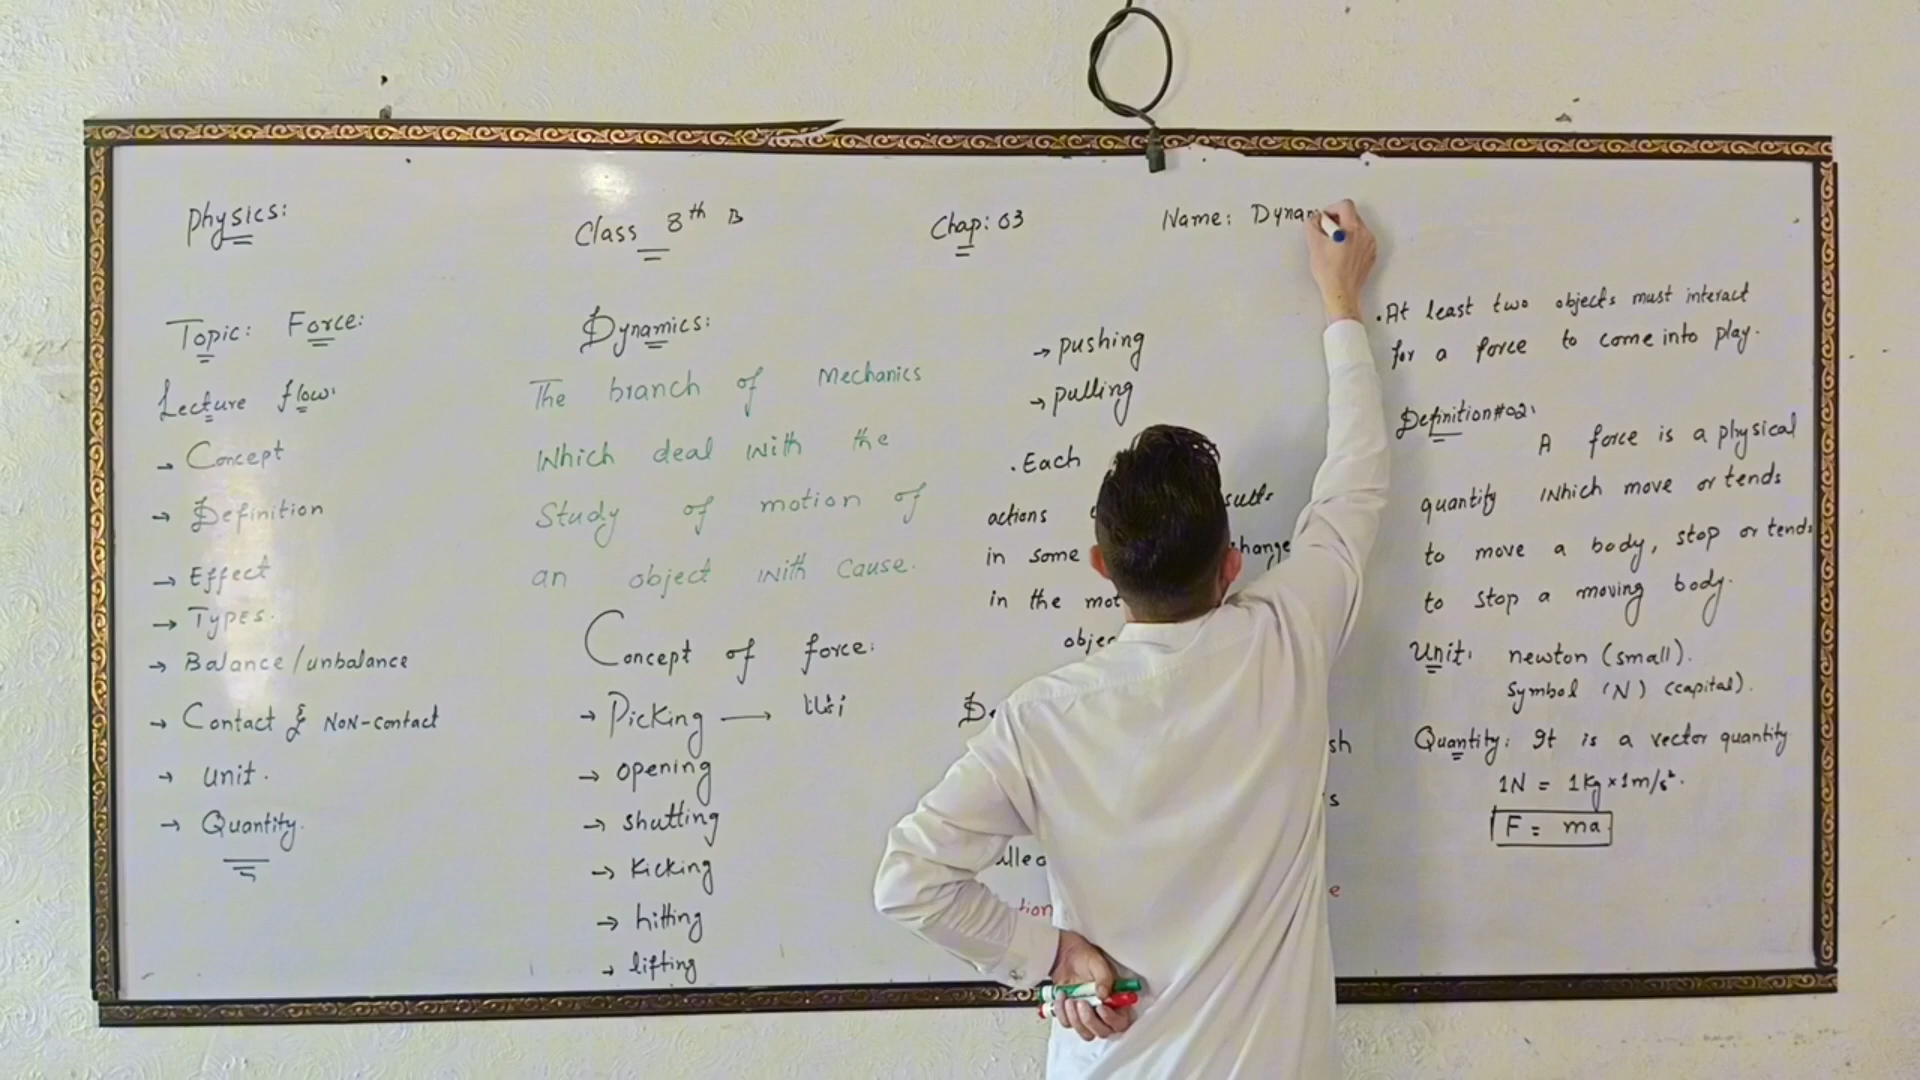 Physics:
Class 8th B
Chap: 03
Name: Dynam
Topic: Force:
Lecture flow:
→ Concept
→ Definition
→ Effect
→ Types.
→ Balance/unbalance
→ Contact & Non-contact
→ unit.
→ Quantity.
Dynamics:
The branch of Mechanics
Which deal with the
Study of motion of
an object with cause.
Concept of force:
→ Picking →
→ opening
→ shutting
→ Kicking
→ hitting
→ lifting
→ pushing
→ pulling
. Each
actions
in some change
in the mot
objec
sh
s
tion
e
. At least two objects must interact
for a force to come into play.
Definition#02:
A force is a physical
quantity which move or tends
to move a body, stop or tends
to stop a moving body.
Unit: newton (small).
Symbol (N) (capital).
Quantity: It is a vector quantity
1N = 1kg × 1m/s².
F = ma